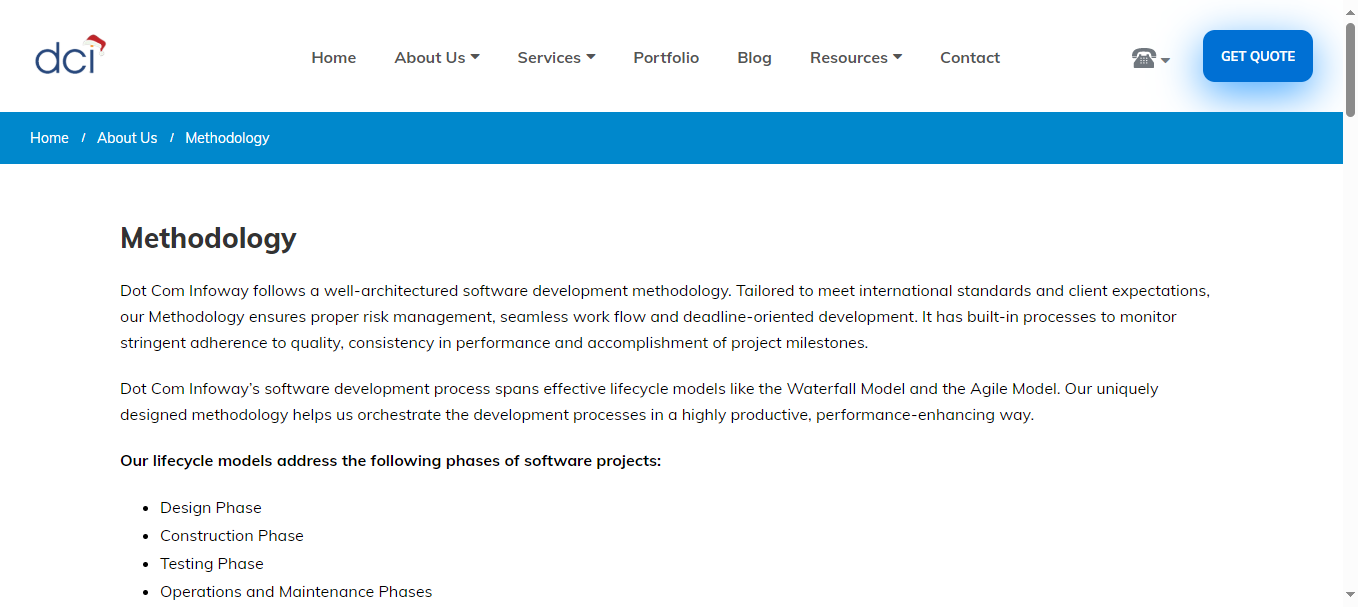 dci
Home About Us Services Portfolio Blog Resources Contact GET QUOTE
Home / About Us / Methodology
Methodology
Dot Com Infoway follows a well-architectured software development methodology. Tailored to meet international standards and client expectations,
our Methodology ensures proper risk management, seamless work flow and deadline-oriented development. It has built-in processes to monitor
stringent adherence to quality, consistency in performance and accomplishment of project milestones.
Dot Com Infoway’s software development process spans effective lifecycle models like the Waterfall Model and the Agile Model. Our uniquely
designed methodology helps us orchestrate the development processes in a highly productive, performance-enhancing way.
Our lifecycle models address the following phases of software projects:
• Design Phase
• Construction Phase
• Testing Phase
• Operations and Maintenance Phases